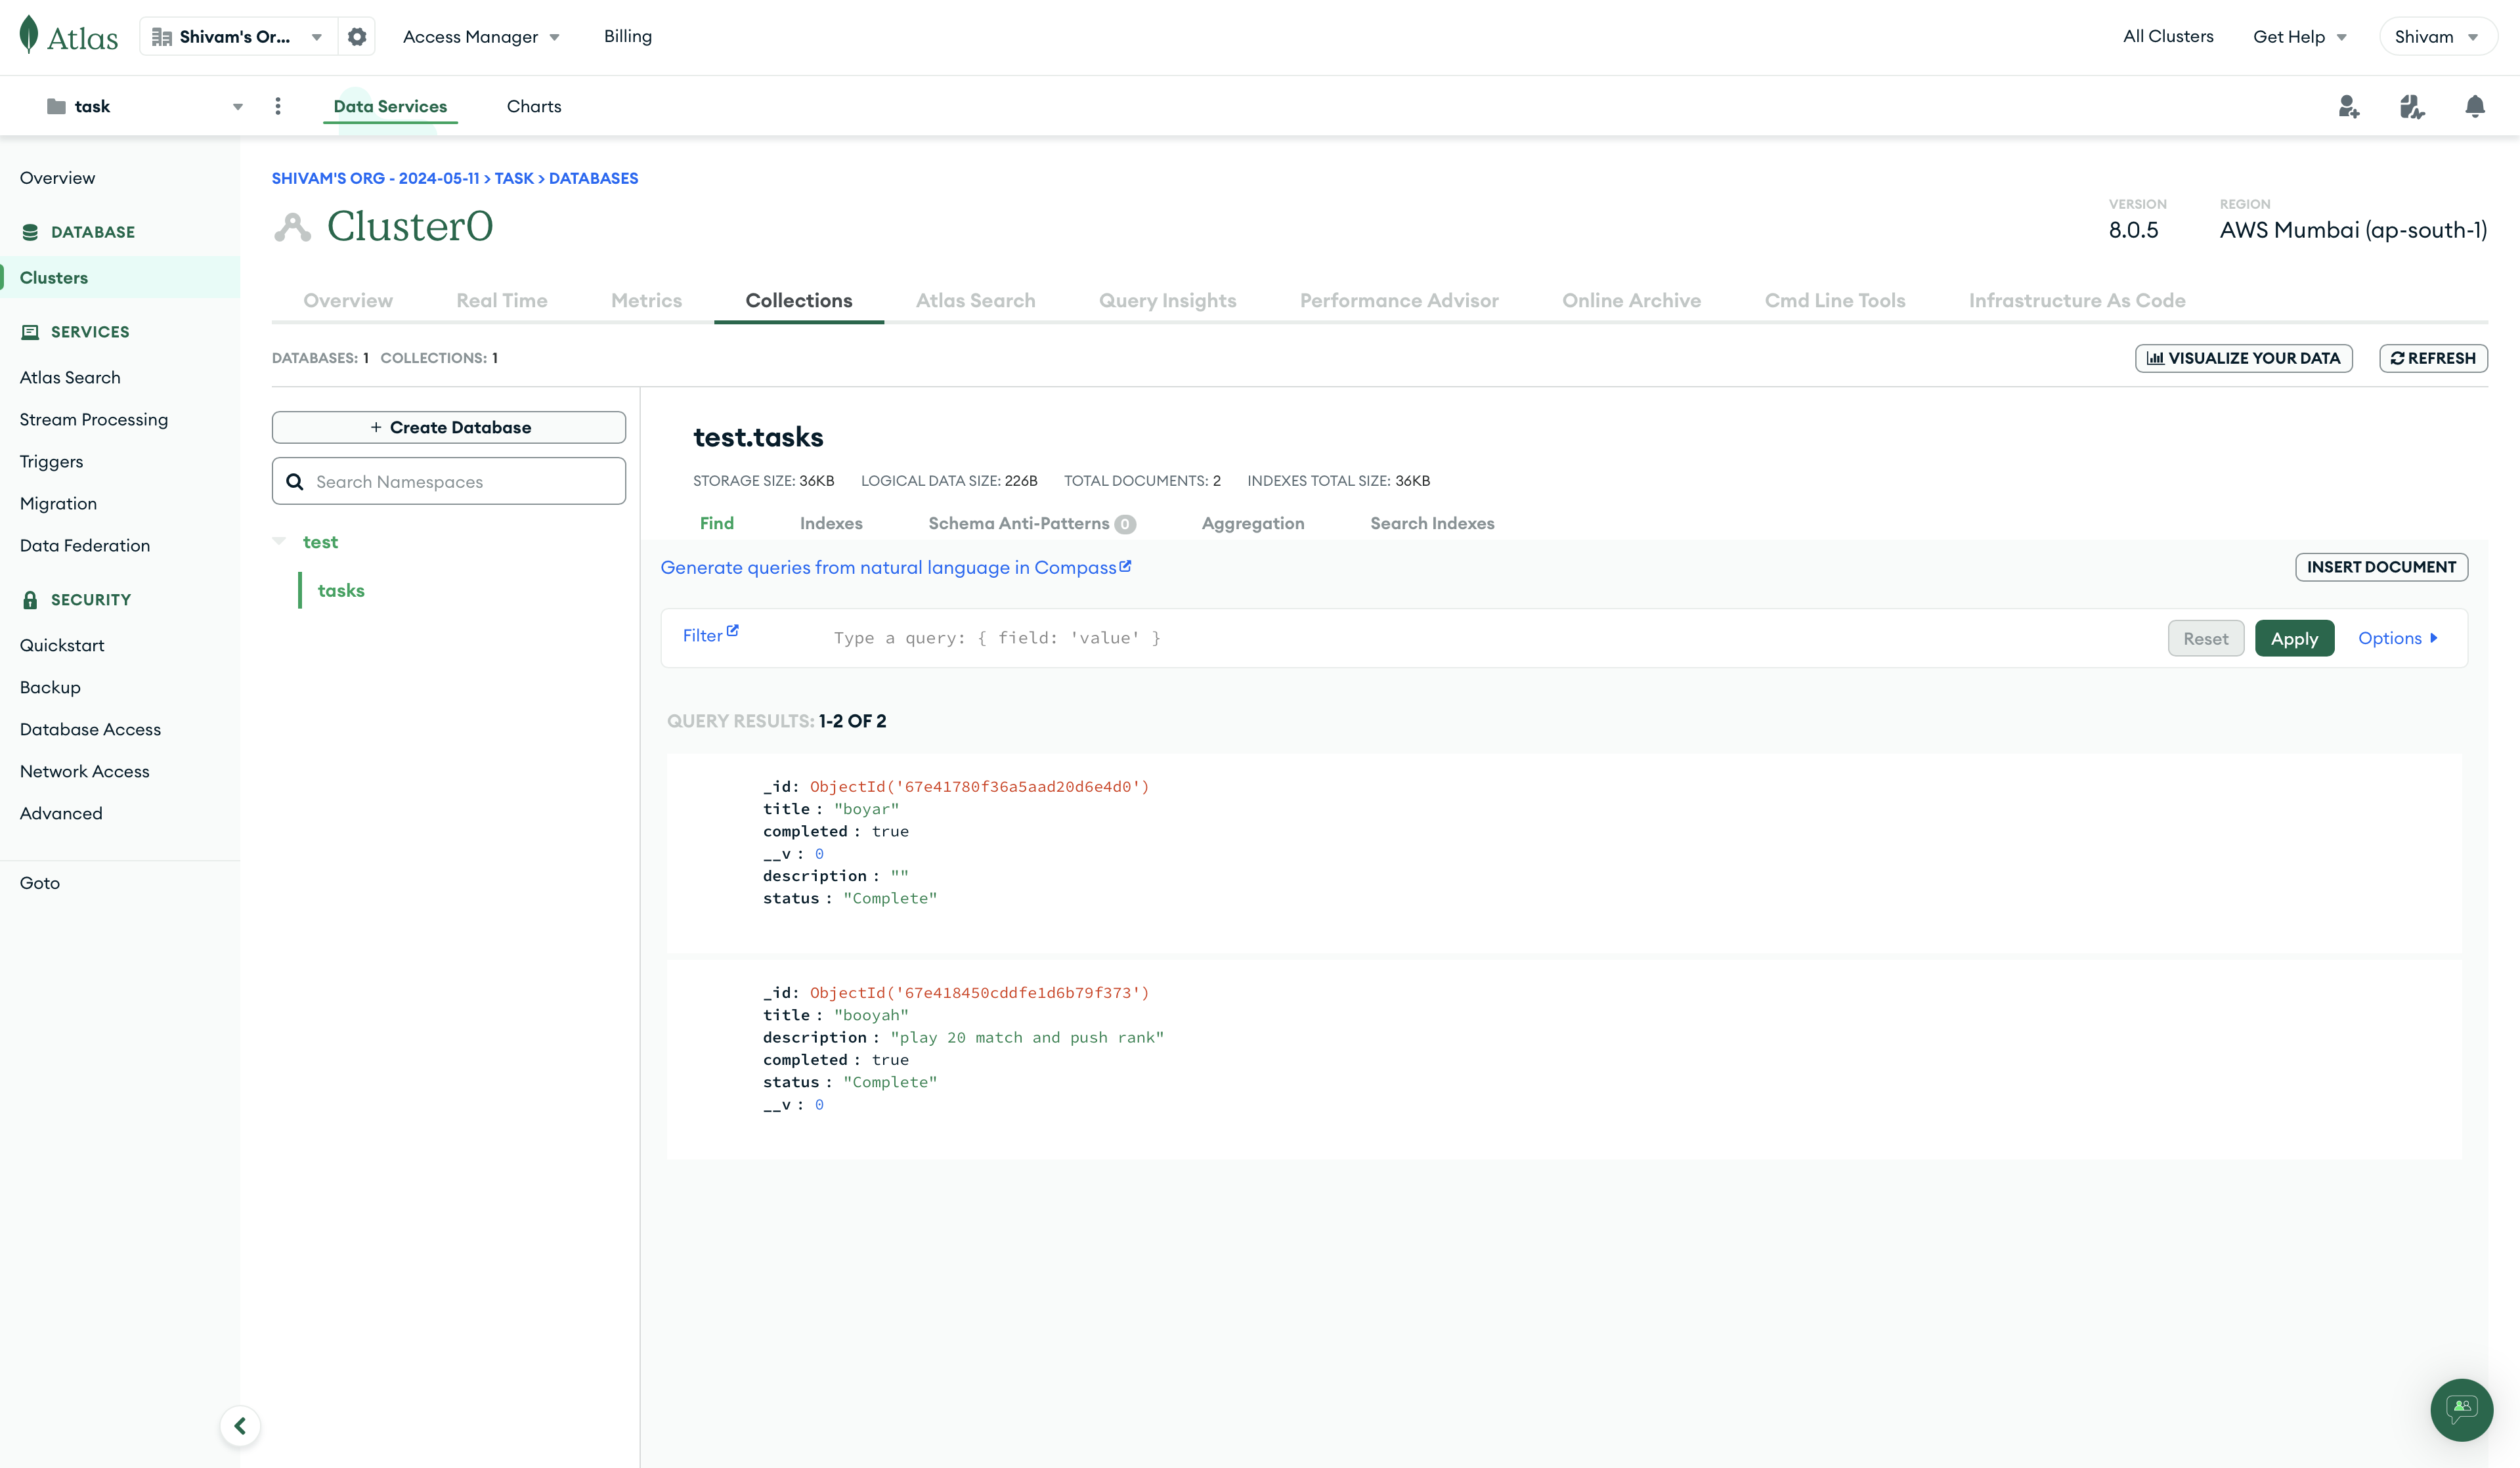 Atlas
Shivam's Or...
Access Manager
Billing
All Clusters
Get Help
Shivam
task
Data Services
Charts
Overview
DATABASE
Clusters
SERVICES
Atlas Search
Stream Processing
Triggers
Migration
Data Federation
SECURITY
Quickstart
Backup
Database Access
Network Access
Advanced
Goto
SHIVAM'S ORG - 2024-05-11 > TASK > DATABASES
Cluster0
VERSION
8.0.5
REGION
AWS Mumbai (ap-south-1)
Overview
Real Time
Metrics
Collections
Atlas Search
Query Insights
Performance Advisor
Online Archive
Cmd Line Tools
Infrastructure As Code
DATABASES: 1 COLLECTIONS: 1
VISUALIZE YOUR DATA
REFRESH
+ Create Database
Search Namespaces
test
tasks
test.tasks
STORAGE SIZE: 36KB LOGICAL DATA SIZE: 226B TOTAL DOCUMENTS: 2 INDEXES TOTAL SIZE: 36KB
Find
Indexes
Schema Anti-Patterns 0
Aggregation
Search Indexes
Generate queries from natural language in Compass
INSERT DOCUMENT
Filter
Type a query: { field: 'value' }
Reset
Apply
Options
QUERY RESULTS: 1-2 OF 2
_id: ObjectId('67e41780f36a5aad20d6e4d0')
title : "boyar"
completed : true
__v : 0
description : ""
status : "Complete"
_id: ObjectId('67e418450cddfe1d6b79f373')
title : "booyah"
description : "play 20 match and push rank"
completed : true
status : "Complete"
__v : 0